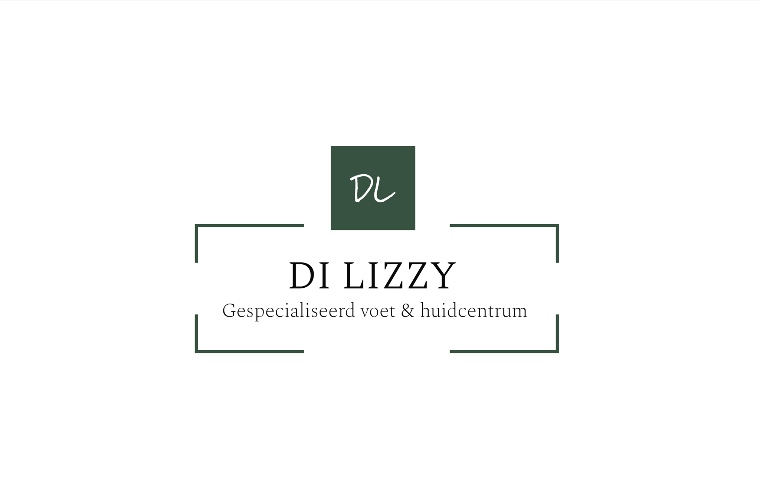 DL
DI LIZZY
Gespecialiseerd voet & huidcentrum